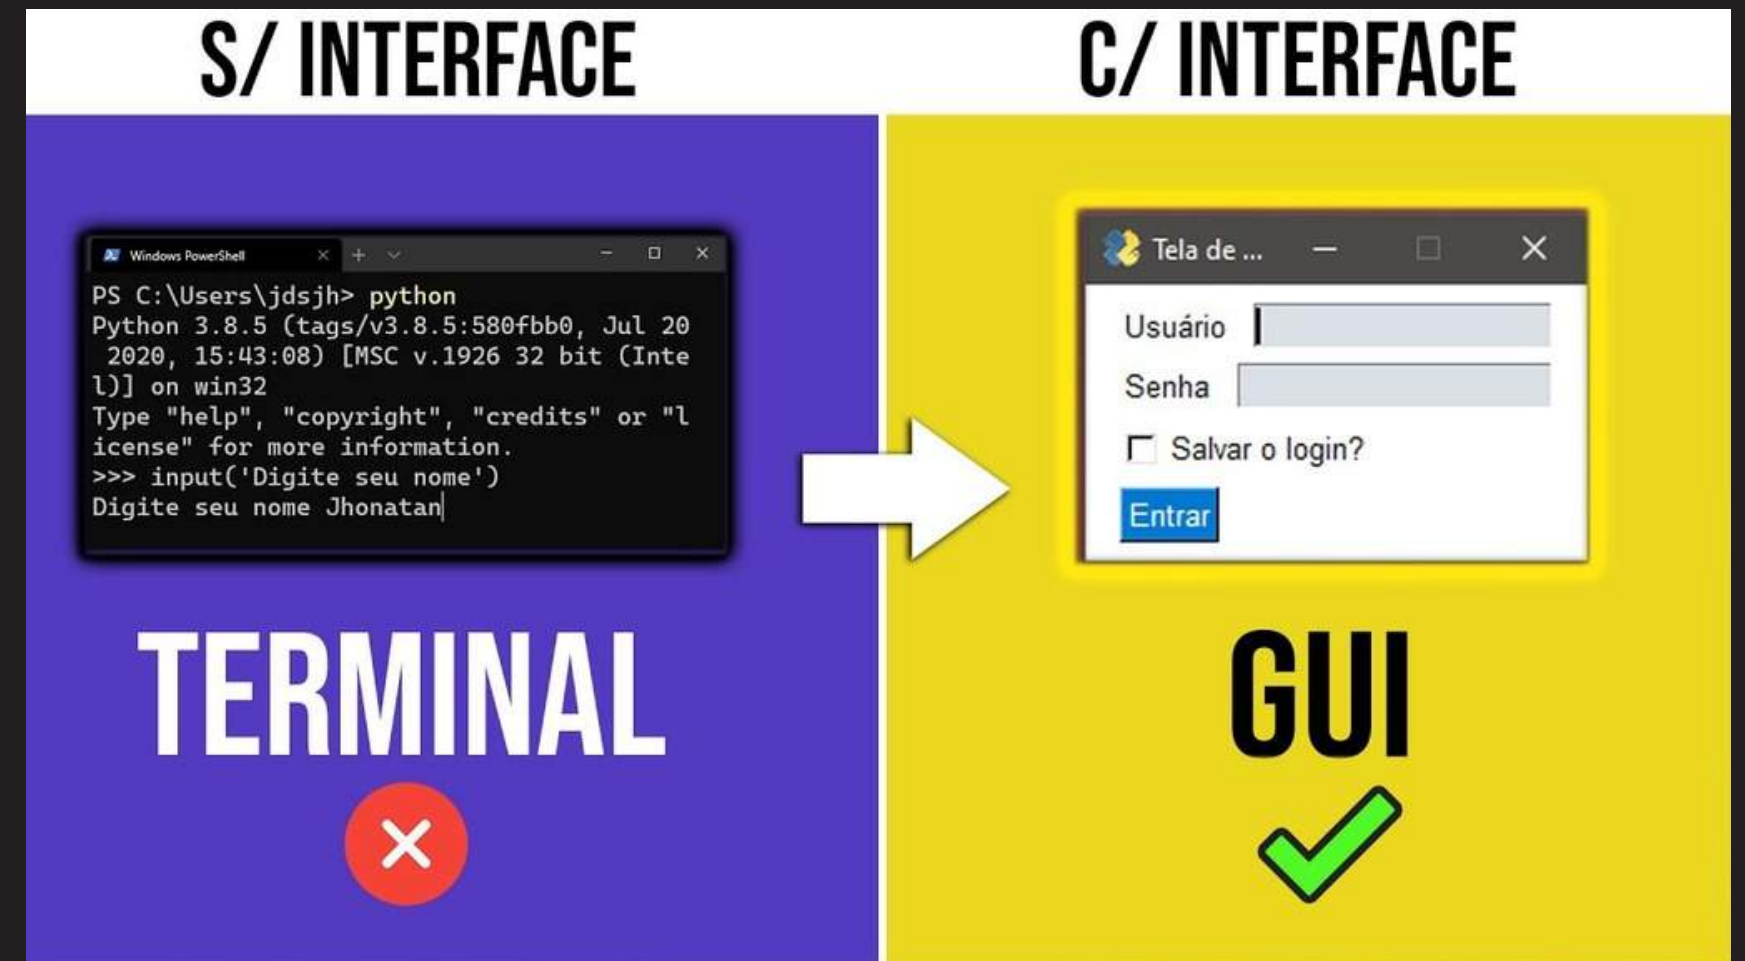 S/ INTERFACE
C/ INTERFACE
Windows PowerShell
PS C:\Users\jdsjh> python
Python 3.8.5 (tags/v3.8.5:580fbb0, Jul 20
2020, 15:43:08) [MSC v.1926 32 bit (Inte
l)] on win32
Type "help", "copyright", "credits" or "l
icense" for more information.
>>> input('Digite seu nome')
Digite seu nome Jhonatan
TERMINAL
Tela de ...
Usuário
Senha
Salvar o login?
Entrar
GUI